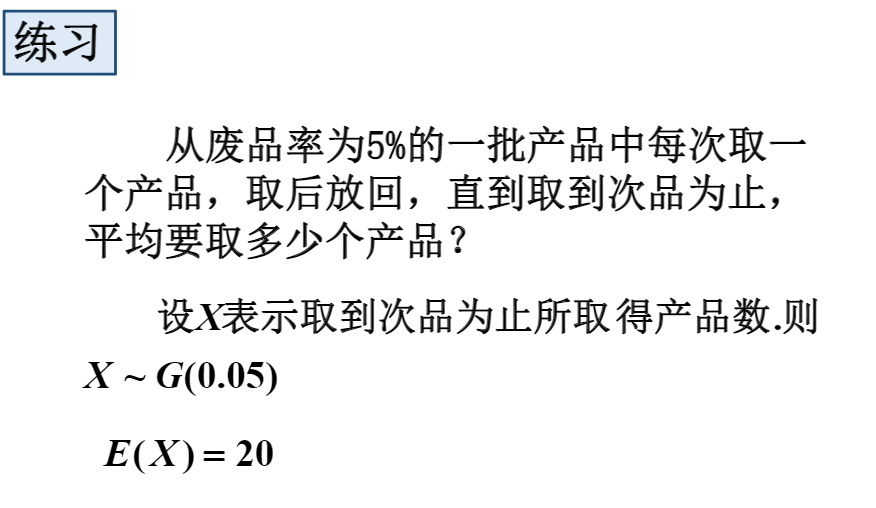 练习
从废品率为5%的一批产品中每次取一
个产品，取后放回，直到取到次品为止，
平均要取多少个产品？
设X表示取到次品为止所取得产品数.则
X ~ G(0.05)
E(X) = 20